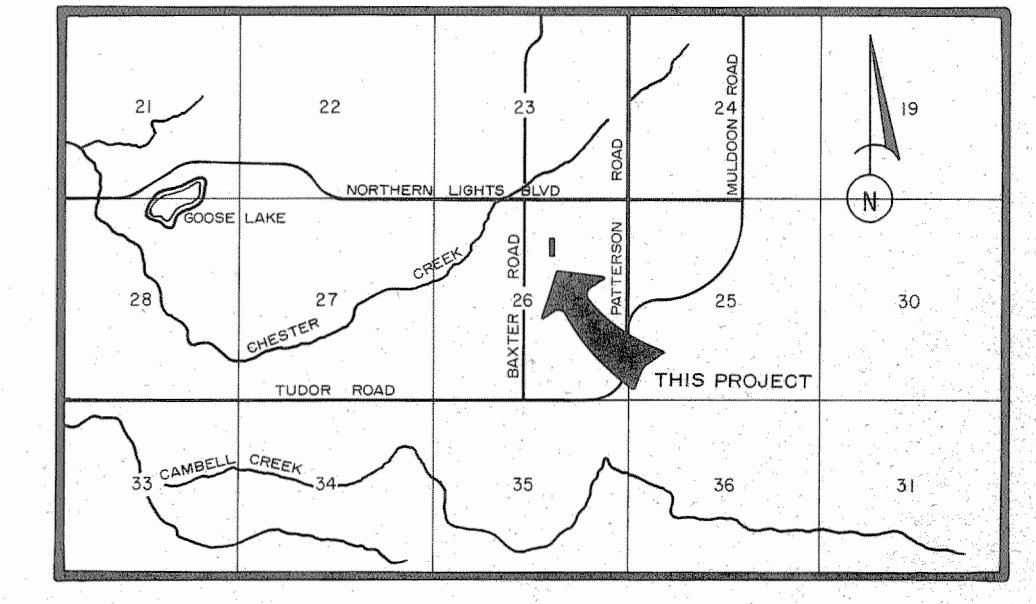 21
22
23
24
19
MULDOON ROAD
ROAD
NORTHERN LIGHTS BLVD
N
GOOSE LAKE
CREEK
BAXTER ROAD
PATTERSON
28
27
26
25
30
CHESTER
THIS PROJECT
TUDOR ROAD
CAMBELL CREEK
33
34
35
36
31